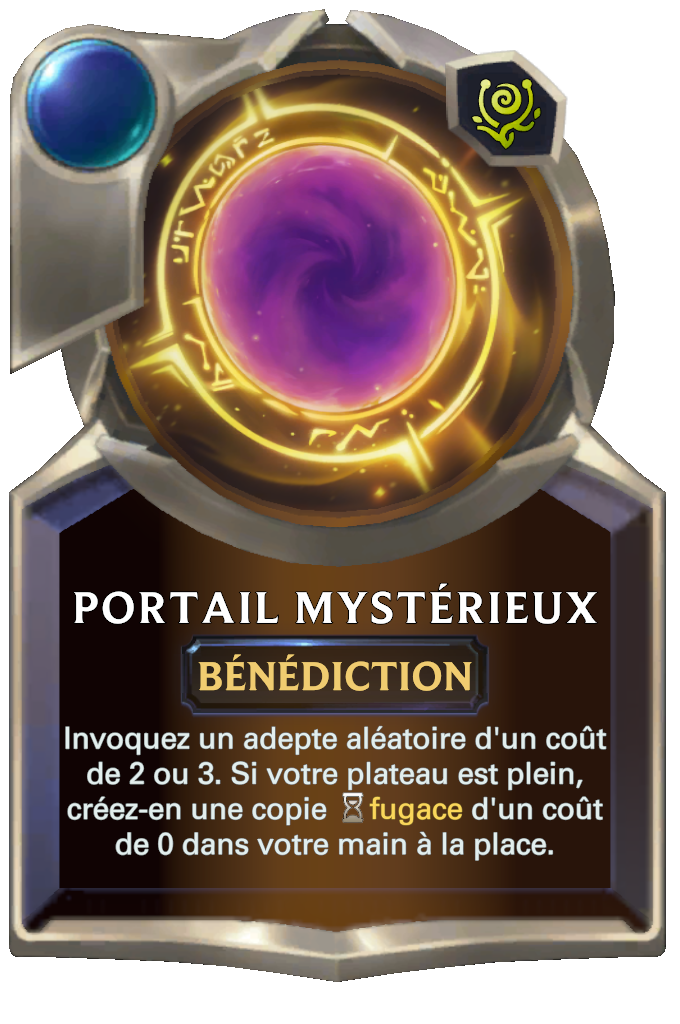 PORTAIL MYSTÉRIEUX
BÉNÉDICTION
Invoquez un adepte aléatoire d'un coût
de 2 ou 3. Si votre plateau est plein,
créez-en une copie fugace d'un coût
de 0 dans votre main à la place.